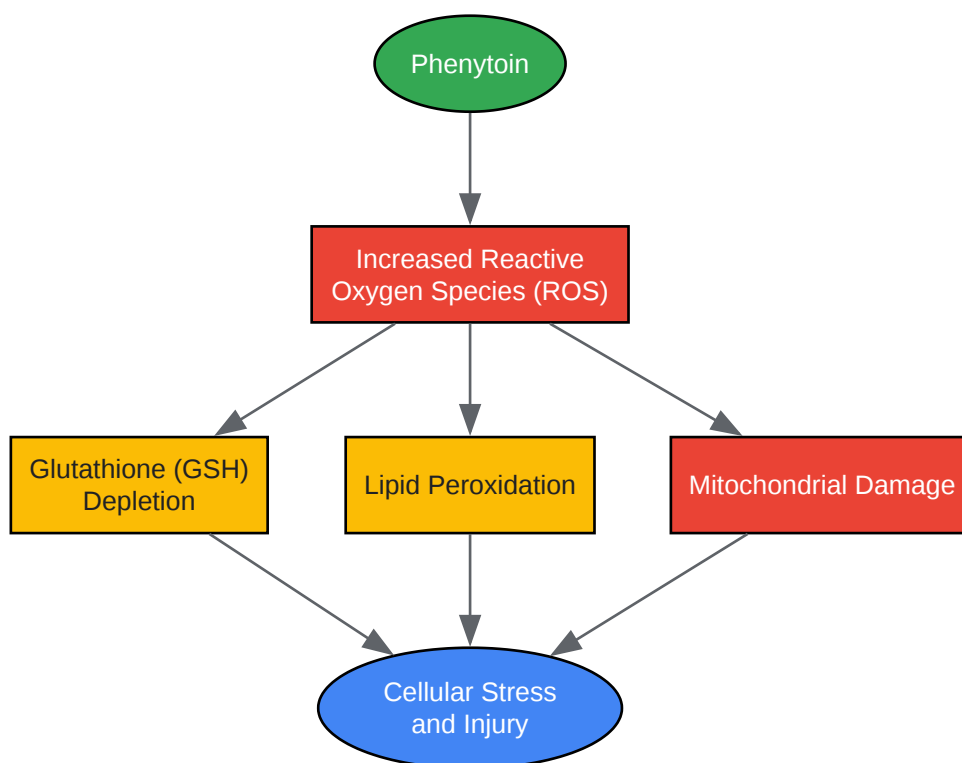 Phenytoin
Increased Reactive
Oxygen Species (ROS)
Glutathione (GSH)
Depletion
Lipid Peroxidation
Mitochondrial Damage
Cellular Stress
and Injury